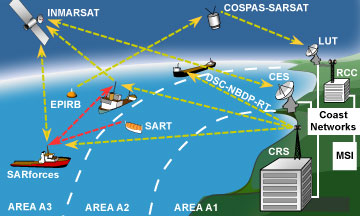 INMARSAT
COSPAS-SARSAT
LUT
RCC
CES
DSC-NBDP-RT
EPIRB
Coast
Networks
SART
MSI
CRS
SARforces
AREA A3
AREA A2
AREA A1